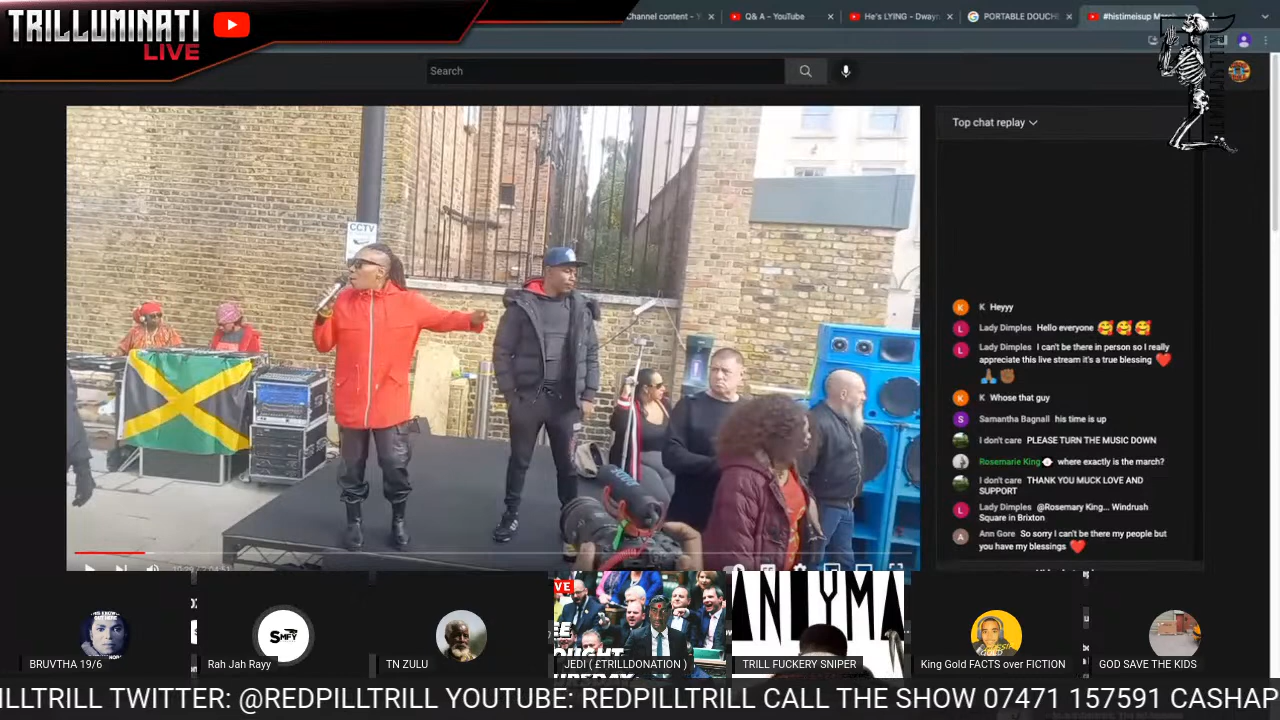 TRILLUMINATI
LIVE
Channel content - Y
Q&A - YouTube
He's LYING - Dwayn
PORTABLE DOUCHE
#histimeisup Marc
Search
Top chat replay
TRILLUMINATI
CCTV
K Heyyy
Lady Dimples Hello everyone 🥰🥰🥰
Lady Dimples I can't be there in person so I really
appreciate this live stream it's a true blessing ❤️
🙏🏾✊🏾
K Whose that guy
Samantha Bagnall his time is up
I don't care PLEASE TURN THE MUSIC DOWN
Rosemarie King where exactly is the march?
I don't care THANK YOU MUCK LOVE AND
SUPPORT
Lady Dimples @Rosemary King... Windrush
Square in Brixton
Ann Gore So sorry I can't be there my people but
you have my blessings ❤️
BRUVTHA 19/6
SMFY
Rah Jah Rayy
TN ZULU
JEDI ( £TRILLDONATION )
TRILL FUCKERY SNIPER
King Gold FACTS over FICTION
GOD SAVE THE KIDS
ILLTRILL TWITTER: @REDPILLTRILL YOUTUBE: REDPILLTRILL CALL THE SHOW 07471 157591 CASHAP